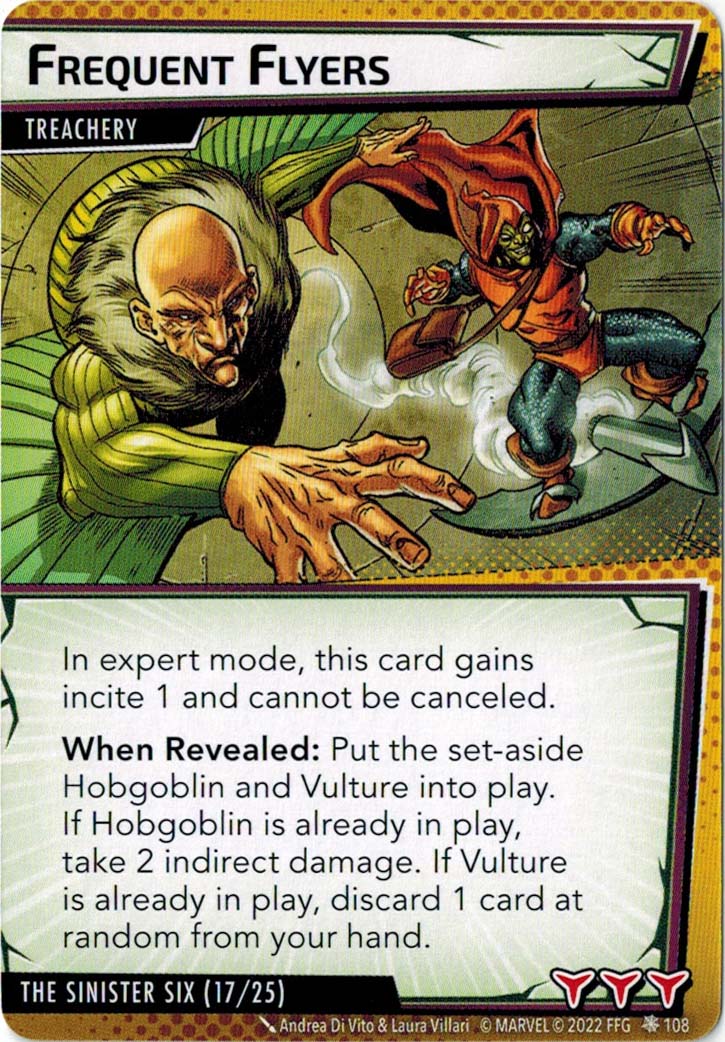 FREQUENT FLYERS
TREACHERY
In expert mode, this card gains
incite 1 and cannot be canceled.
When Revealed: Put the set-aside
Hobgoblin and Vulture into play.
If Hobgoblin is already in play,
take 2 indirect damage. If Vulture
is already in play, discard 1 card at
random from your hand.
THE SINISTER SIX (17/25)
Andrea Di Vito & Laura Villari © MARVEL © 2022 FFG 108